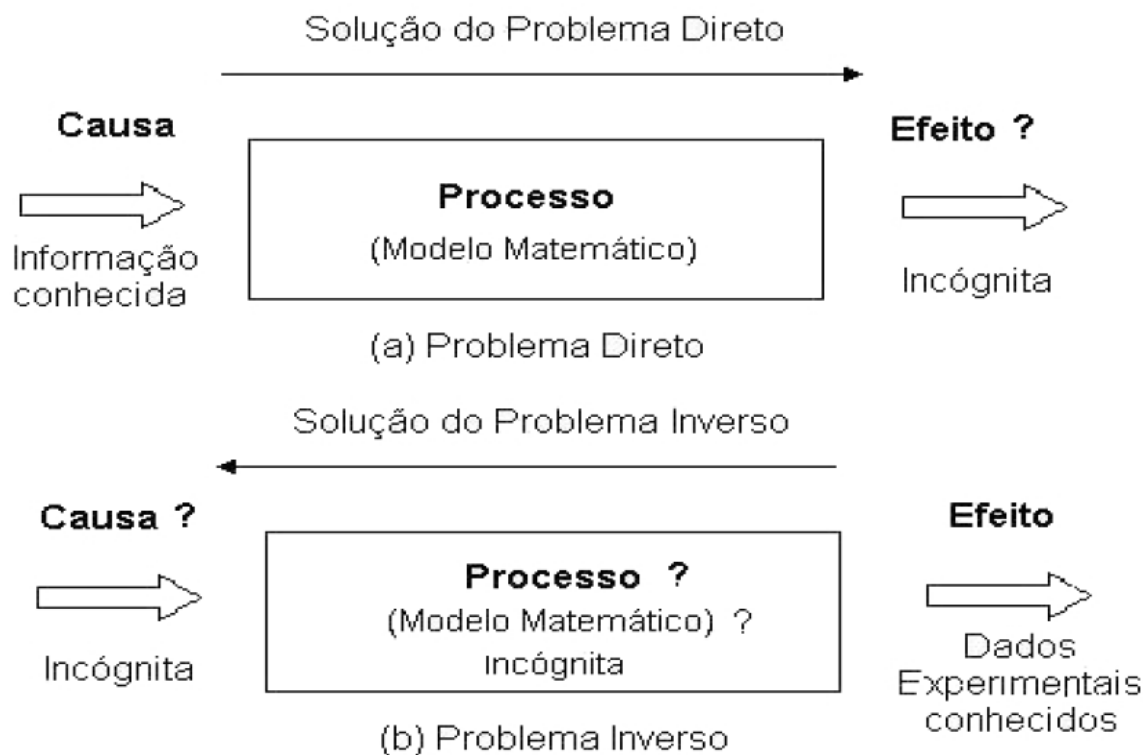 Solução do Problema Direto
Causa
Efeito ?
Processo
(Modelo Matemático)
Informação
conhecida
Incógnita
(a) Problema Direto
Solução do Problema Inverso
Causa ?
Efeito
Processo ?
(Modelo Matemático) ?
Incógnita
Incógnita
Dados
Experimentais
conhecidos
(b) Problema Inverso